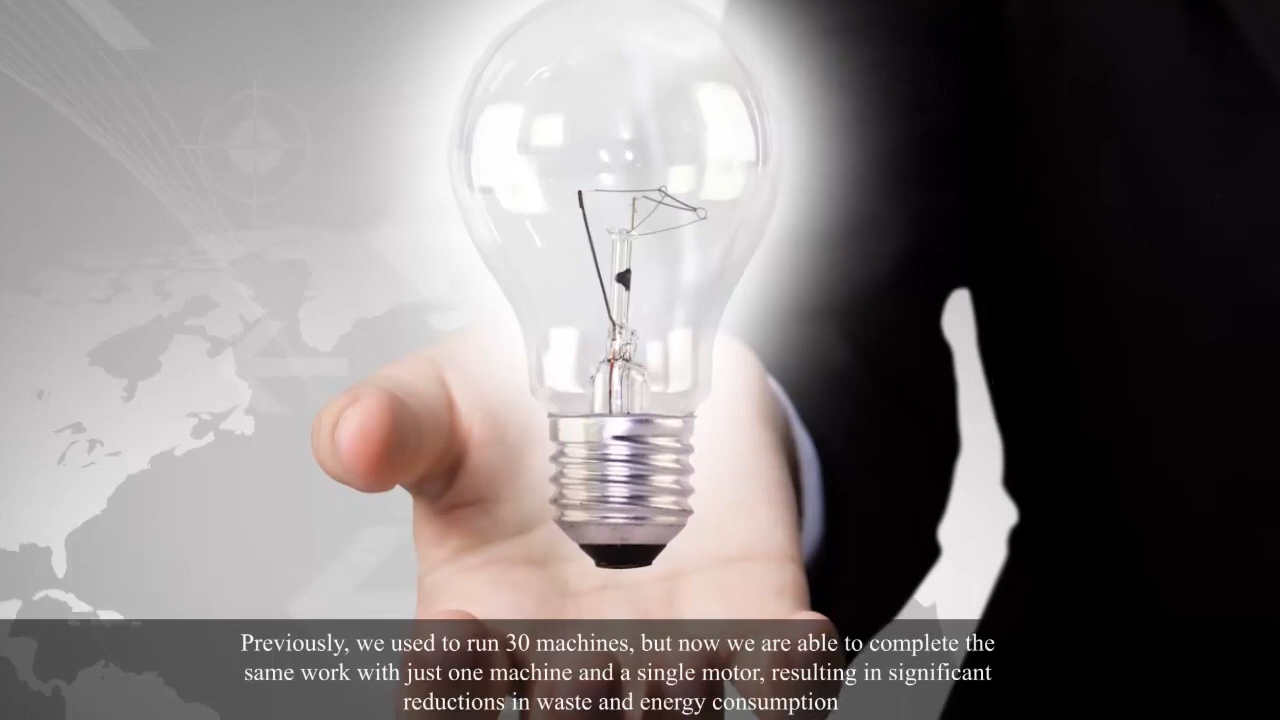 Previously, we used to run 30 machines, but now we are able to complete the
same work with just one machine and a single motor, resulting in significant
reductions in waste and energy consumption